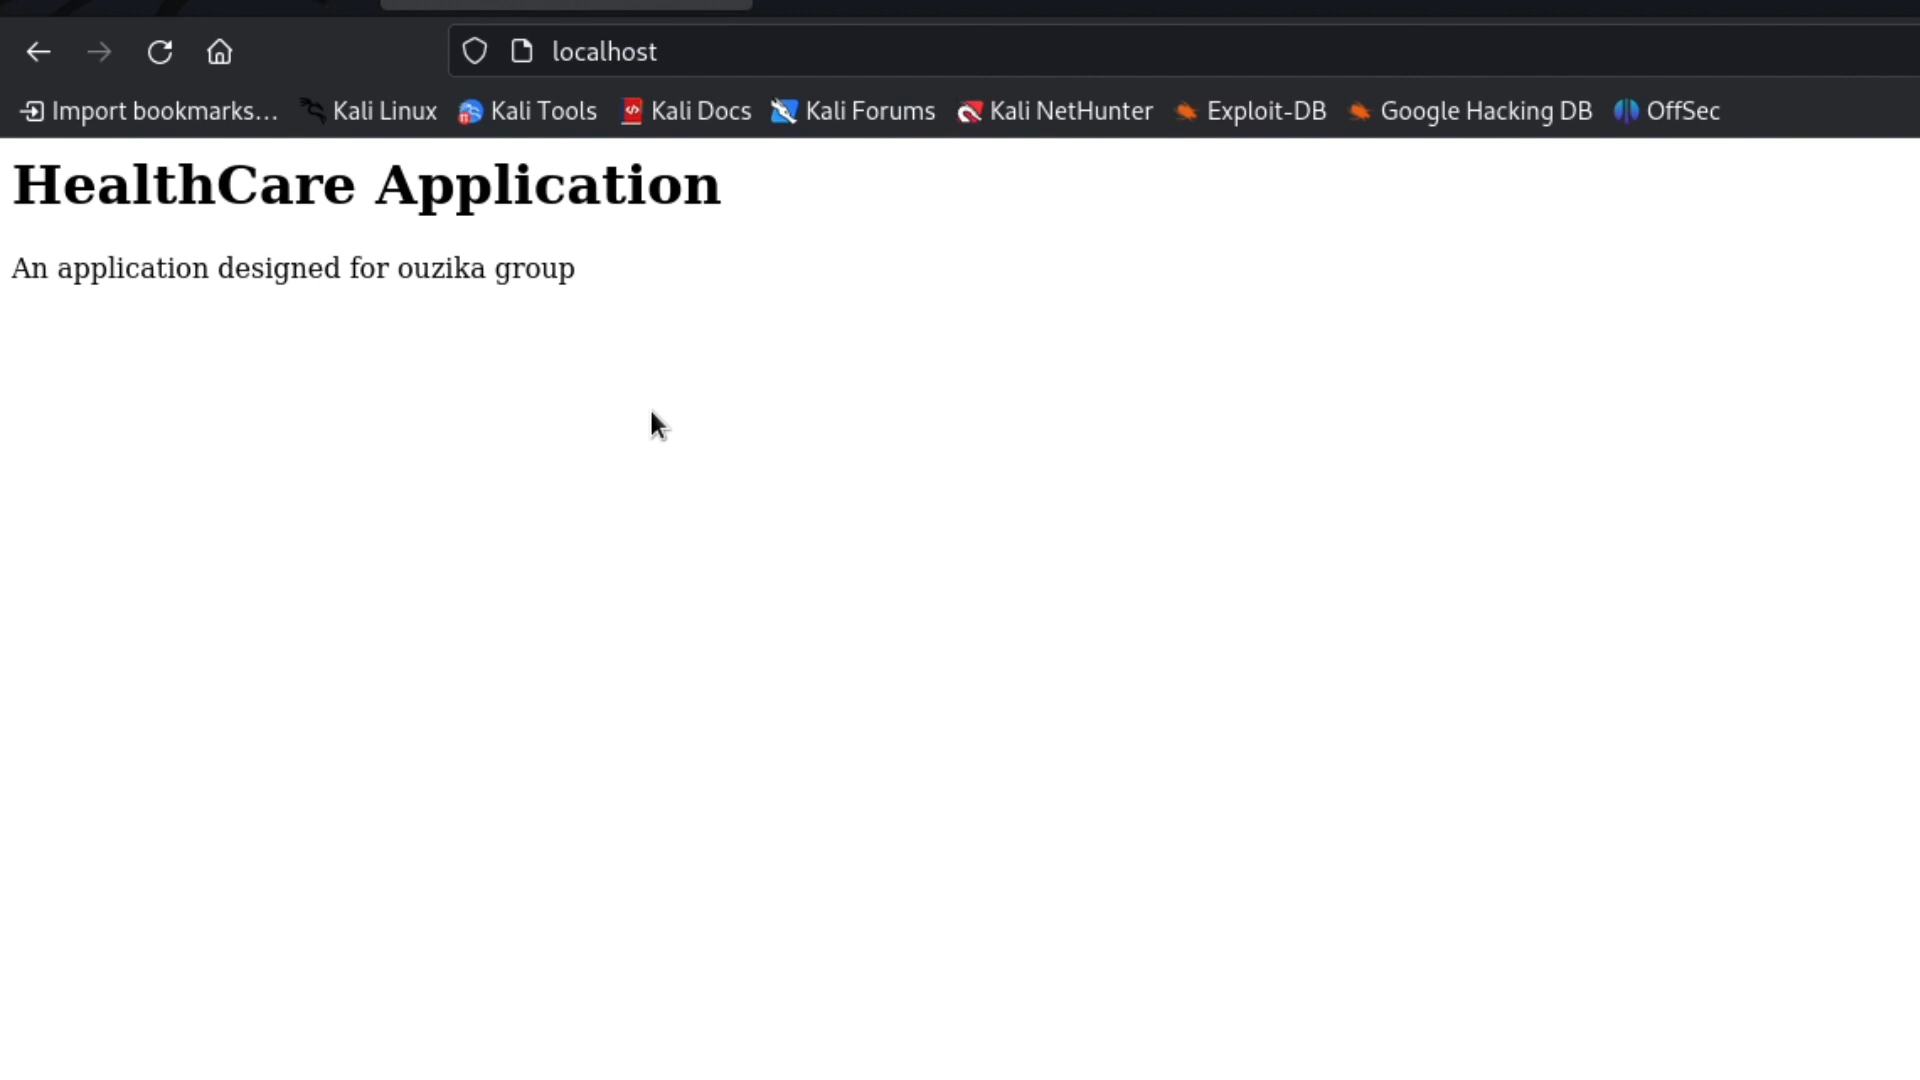 localhost
Import bookmarks... Kali Linux Kali Tools Kali Docs Kali Forums Kali NetHunter Exploit-DB Google Hacking DB OffSec
HealthCare Application
An application designed for ouzika group